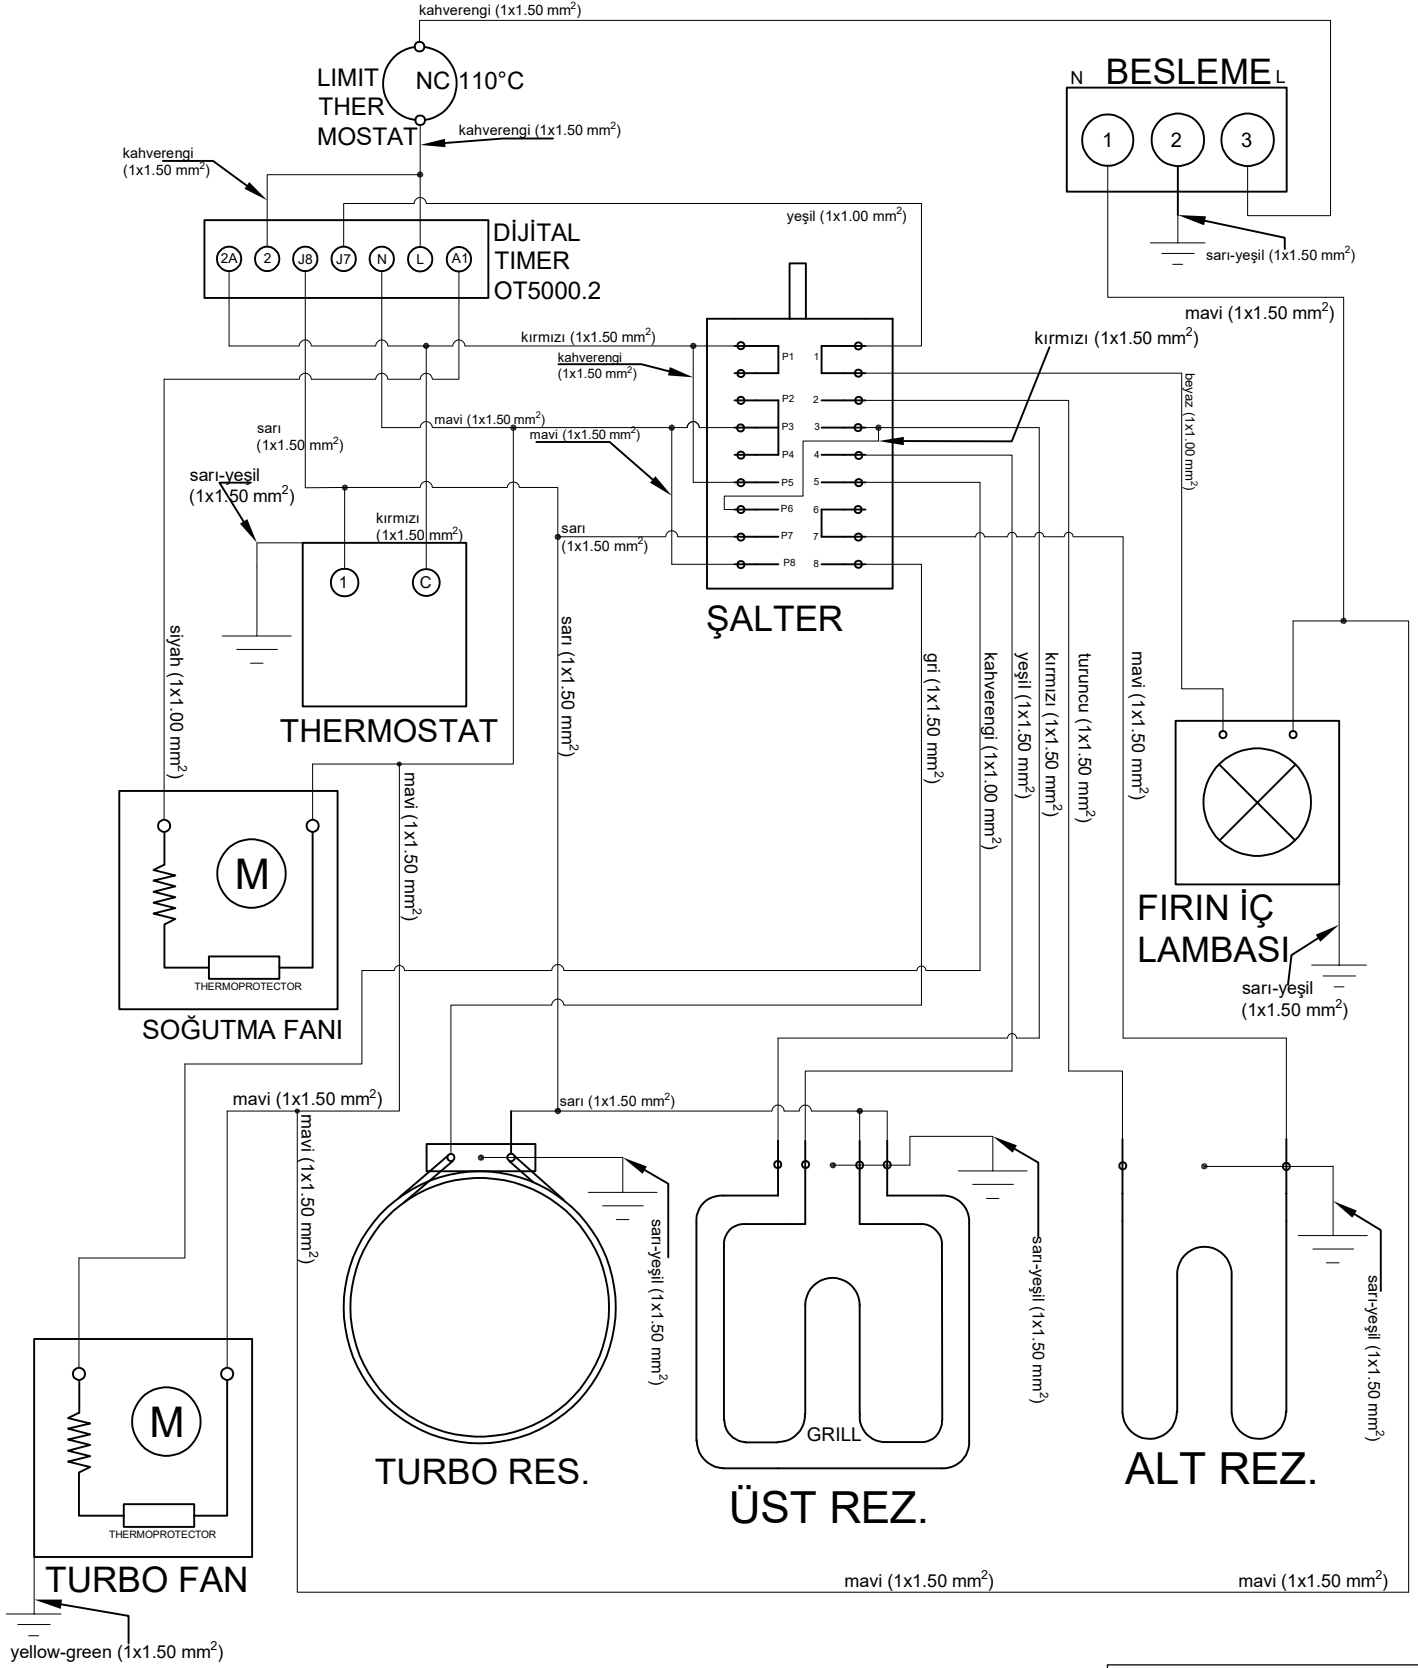 kahverengi (1x1.50 mm²)
LIMIT
THER
MOSTAT
NC
110°C
kahverengi (1x1.50 mm²)
kahverengi
(1x1.50 mm²)
N
BESLEME
L
1
2
3
sarı-yeşil (1x1.50 mm²)
mavi (1x1.50 mm²)
yeşil (1x1.00 mm²)
2A
2
J8
J7
N
L
A1
DİJİTAL
TIMER
OT5000.2
kırmızı (1x1.50 mm²)
kahverengi
(1x1.50 mm²)
kırmızı (1x1.50 mm²)
beyaz (1x1.00 mm²)
P1
1
P2
2
P3
3
P4
4
P5
5
P6
6
P7
7
P8
8
ŞALTER
mavi (1x1.50 mm²)
mavi (1x1.50 mm²)
sarı
(1x1.50 mm²)
sarı-yeşil
(1x1.50 mm²)
kırmızı
(1x1.50 mm²)
sarı
(1x1.50 mm²)
1
C
THERMOSTAT
siyah (1x1.00 mm²)
sarı (1x1.50 mm²)
gri (1x1.50 mm²)
kahverengi (1x1.00 mm²)
yeşil (1x1.50 mm²)
kırmızı (1x1.50 mm²)
turuncu (1x1.50 mm²)
mavi (1x1.50 mm²)
mavi (1x1.50 mm²)
M
THERMOPROTECTOR
SOĞUTMA FANI
FIRIN İÇ
LAMBASI
sarı-yeşil
(1x1.50 mm²)
mavi (1x1.50 mm²)
mavi (1x1.50 mm²)
sarı (1x1.50 mm²)
sarı-yeşil (1x1.50 mm²)
sarı-yeşil (1x1.50 mm²)
sarı-yeşil (1x1.50 mm²)
M
THERMOPROTECTOR
TURBO FAN
TURBO RES.
GRILL
ÜST REZ.
ALT REZ.
mavi (1x1.50 mm²)
mavi (1x1.50 mm²)
yellow-green (1x1.50 mm²)